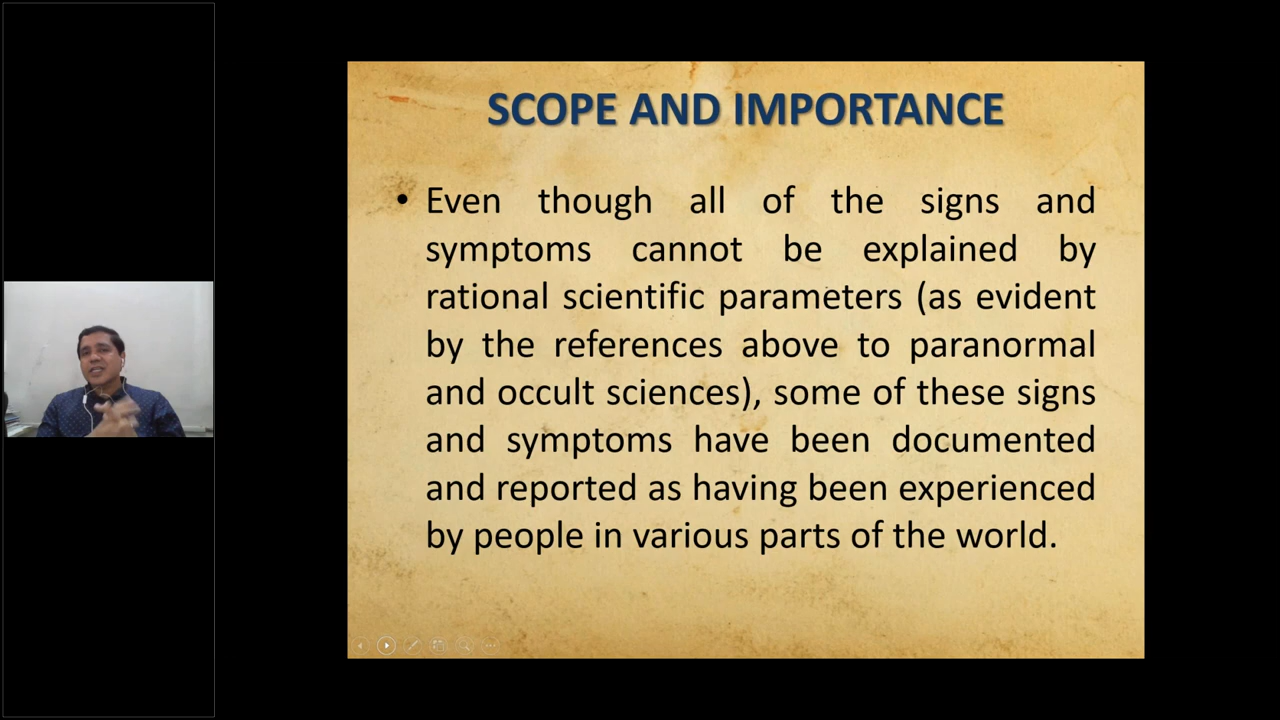 SCOPE AND IMPORTANCE
• Even though all of the signs and
symptoms cannot be explained by
rational scientific parameters (as evident
by the references above to paranormal
and occult sciences), some of these signs
and symptoms have been documented
and reported as having been experienced
by people in various parts of the world.